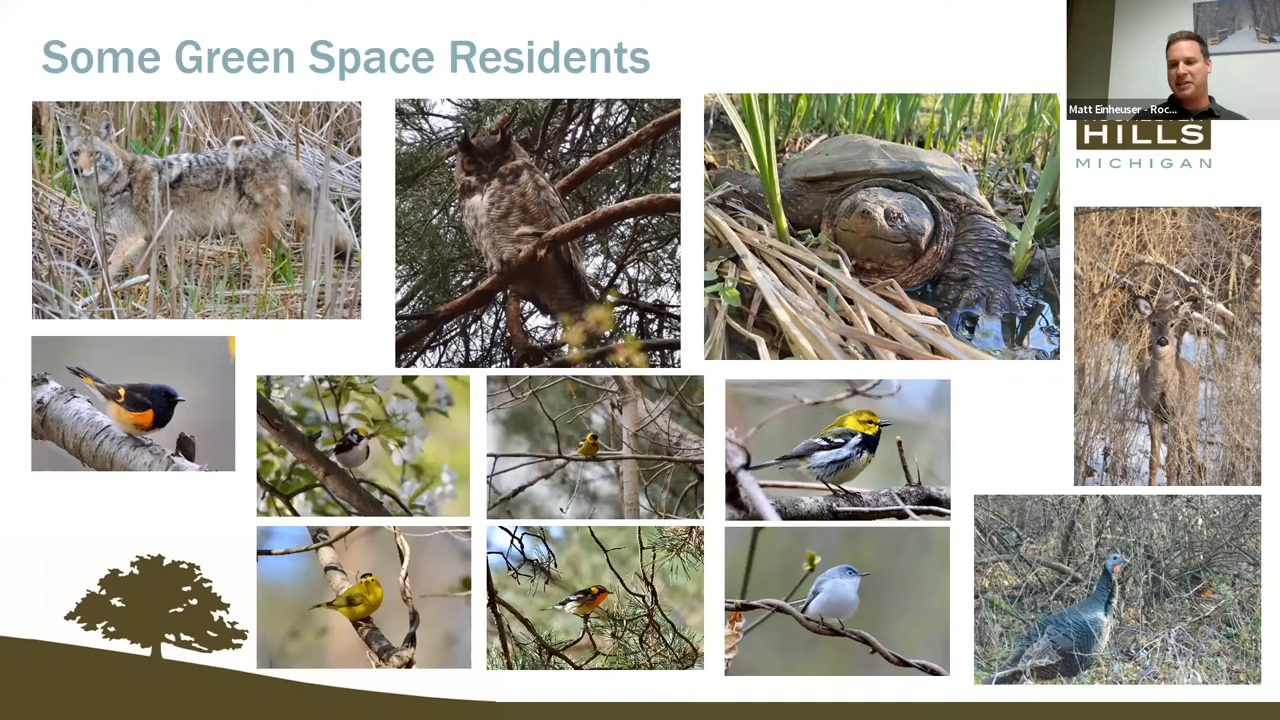 Some Green Space Residents
Matt Einheuser - Roc...
HILLS
MICHIGAN